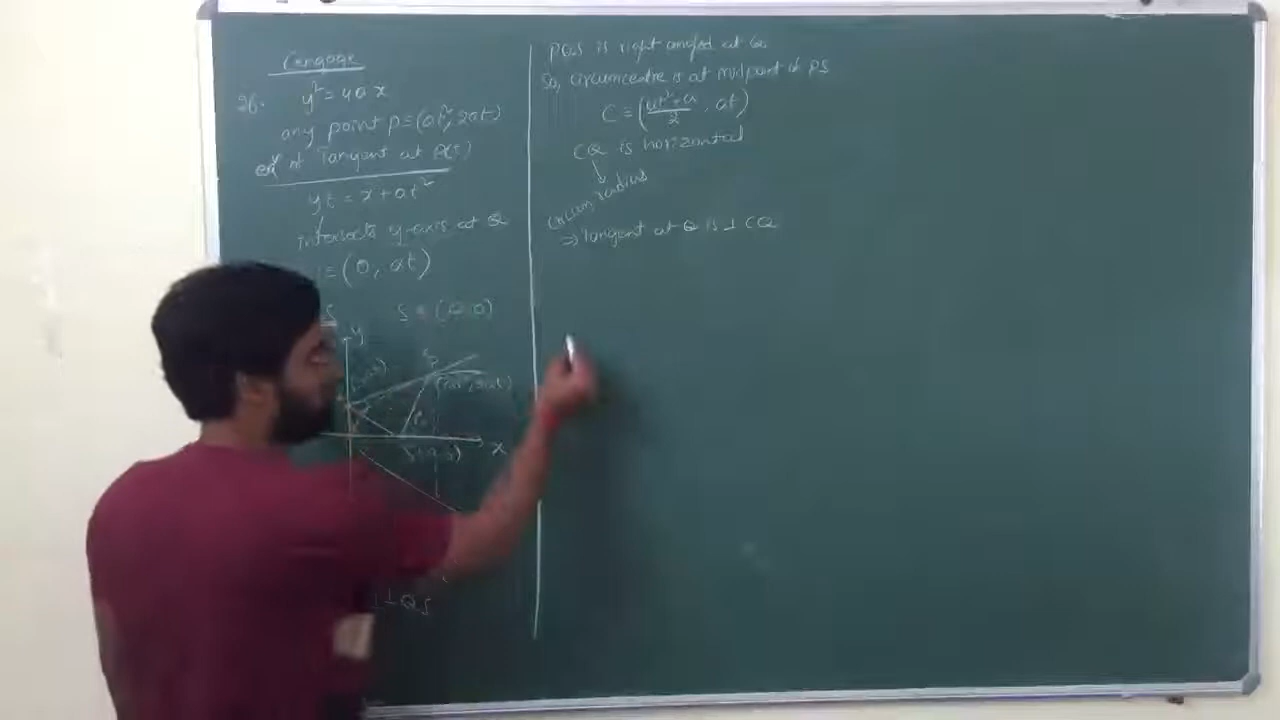 Cengage
26. y² = 4ax
any point P ≡ (at², 2at)
eqⁿ of Tangent at P(t)
yt = x + at²
intersects y-axis at Q
≡ (0, at)
S S ≡ (a, 0)
y
x
⊥ QS
PQS is right angled at Q
So, circumcentre is at midpoint of PS
C ≡ (at²+a/2, at)
CQ is horizontal
circum radius
⇒ Tangent at Q is ⊥ CQ